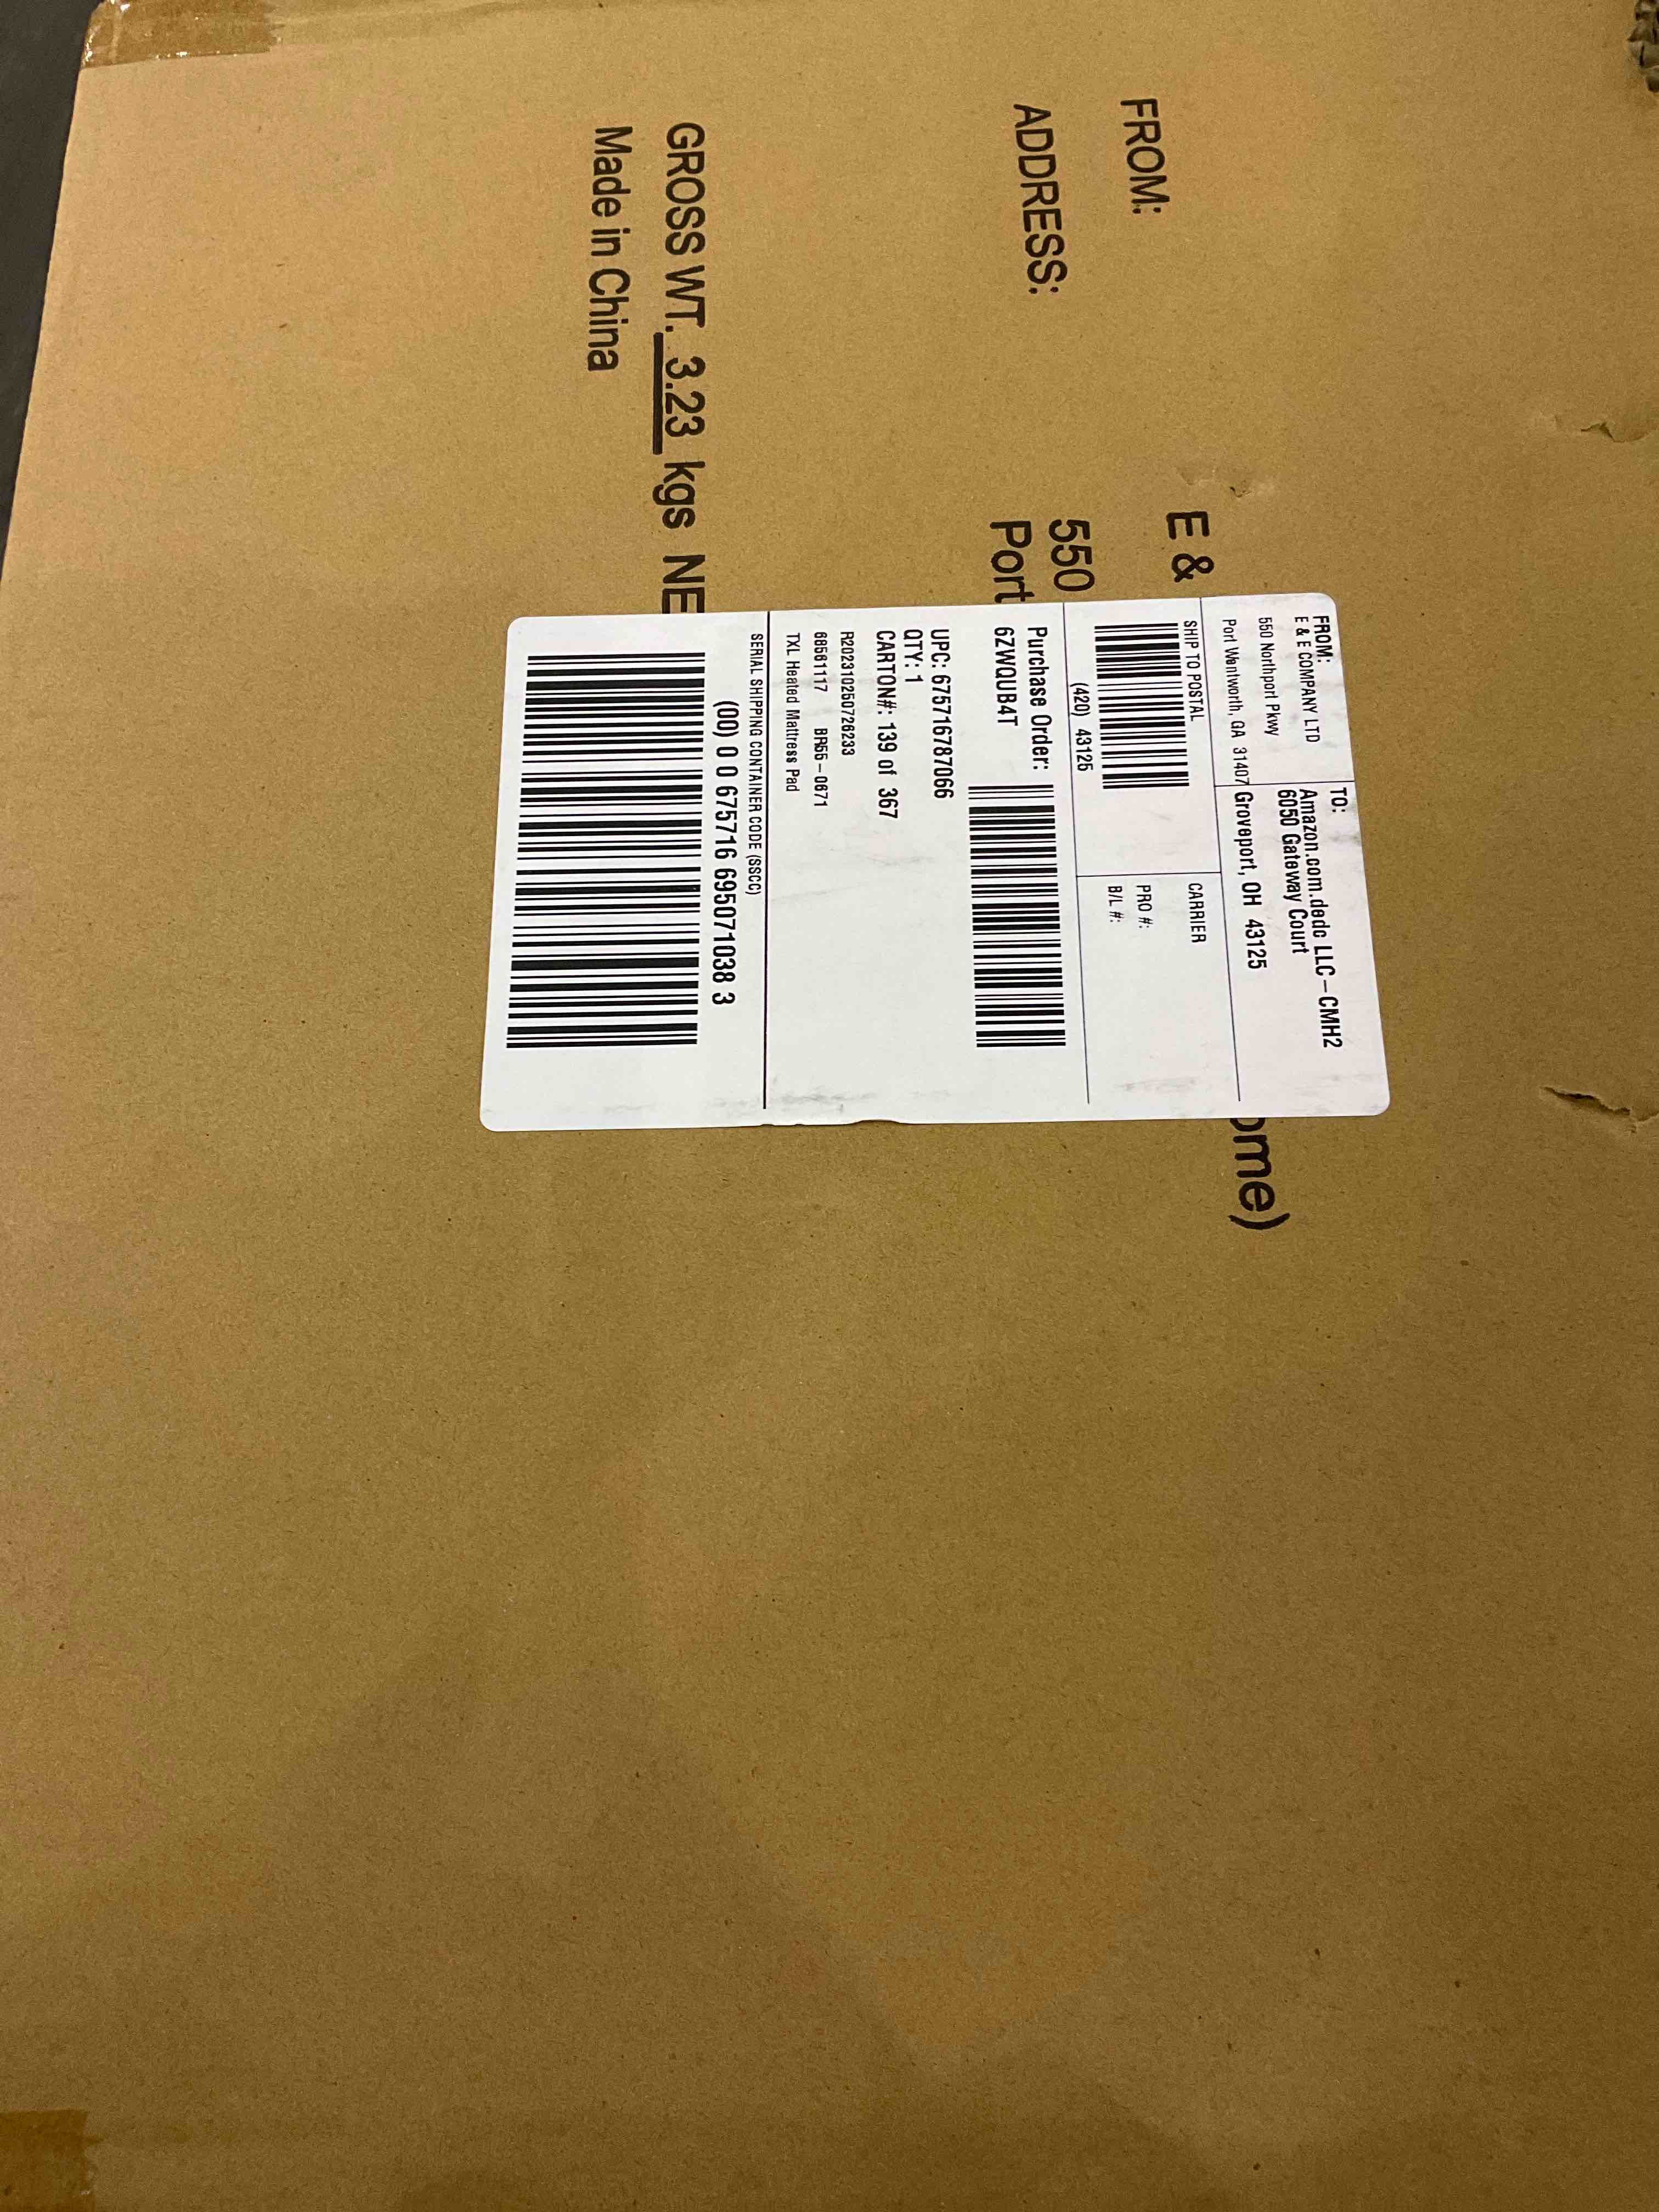 FROM:
E &
ome)
ADDRESS:
550
Port
GROSS WT. 3.23 kgs NE
Made in China
FROM:
E & E COMPANY LTD
550 Northport Pkwy
Port Wentworth, GA 31407
TO:
Amazon.com.dedc LLC - CMH2
6050 Gateway Court
Groveport, OH 43125
SHIP TO POSTAL
(420) 43125
CARRIER
PRO #:
B/L #:
Purchase Order:
6ZWQUB4T
UPC: 675716787066
QTY: 1
CARTON#: 139 of 367
R202310250726233
68561117 BR55-0671
TXL Heated Mattress Pad
SERIAL SHIPPING CONTAINER CODE (SSCC)
(00) 0 0 675716 695071038 3